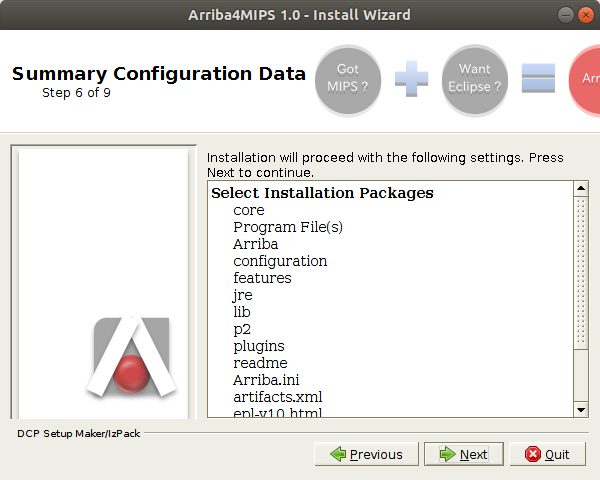 Arriba4MIPS 1.0 - Install Wizard
Summary Configuration Data
Step 6 of 9
Got
MIPS ?
Want
Eclipse ?
Arr
Installation will proceed with the following settings. Press
Next to continue.
Select Installation Packages
core
Program File(s)
Arriba
configuration
features
jre
lib
p2
plugins
readme
Arriba.ini
artifacts.xml
epl-v10.html
DCP Setup Maker/IzPack
Previous
Next
Quit